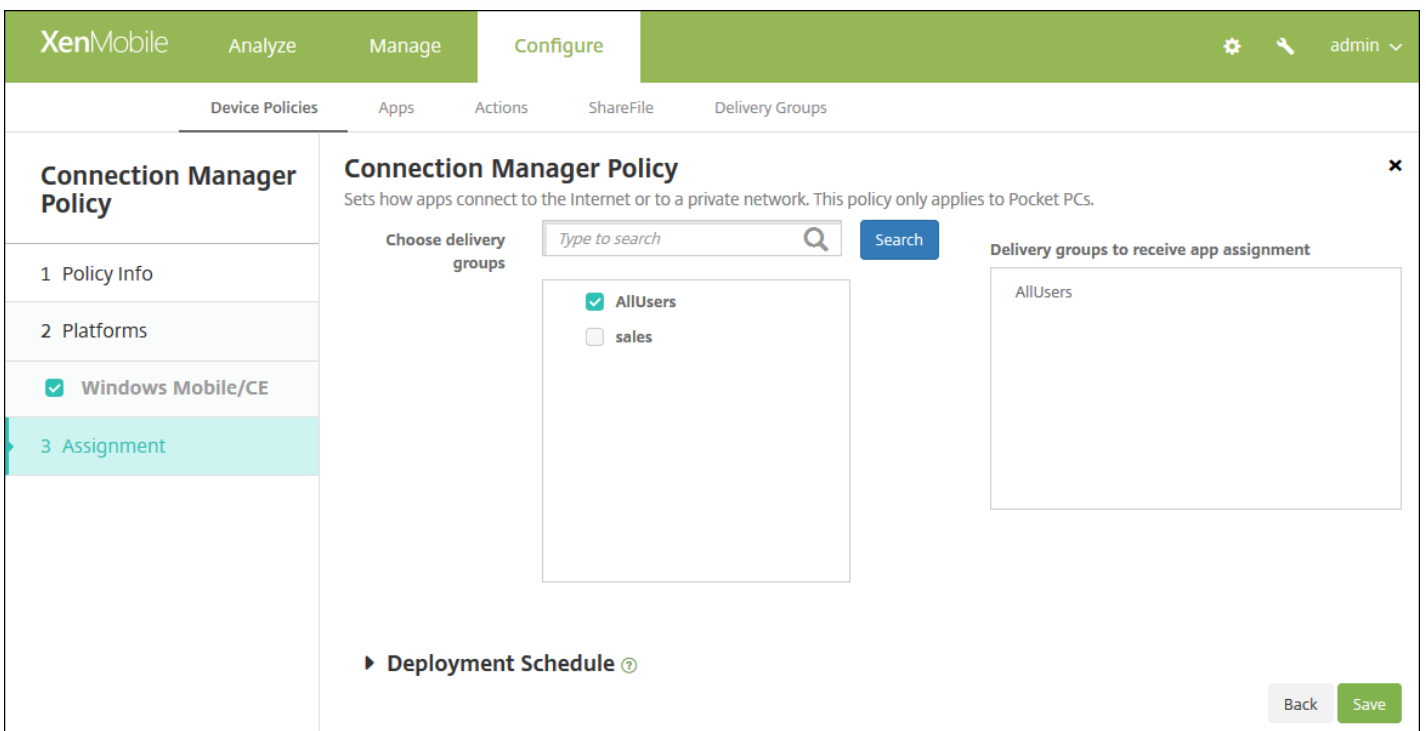 XenMobile Analyze Manage Configure admin
Device Policies Apps Actions ShareFile Delivery Groups
Connection Manager
Policy
1 Policy Info
2 Platforms
Windows Mobile/CE
3 Assignment
Connection Manager Policy
Sets how apps connect to the Internet or to a private network. This policy only applies to Pocket PCs.
Choose delivery
groups
Type to search
Search
AllUsers
sales
Delivery groups to receive app assignment
AllUsers
Deployment Schedule ?
Back Save